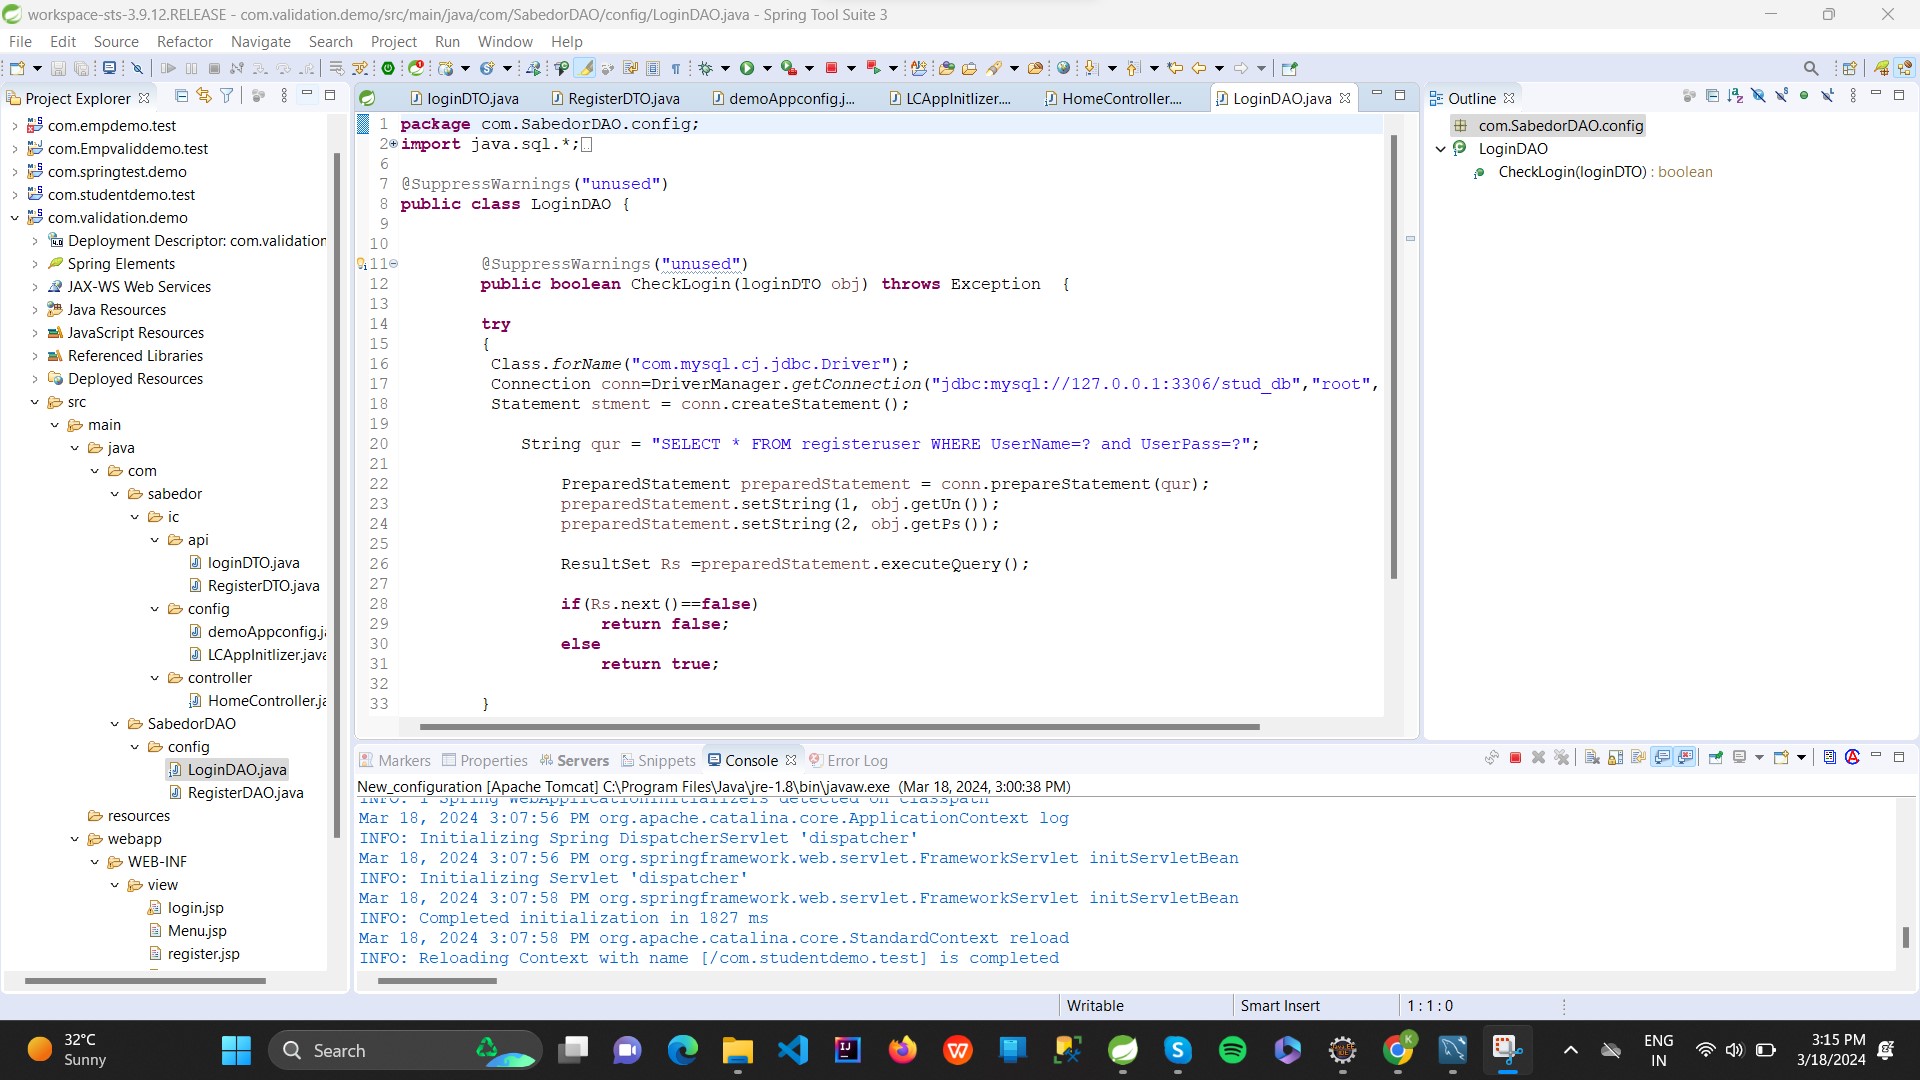 workspace-sts-3.9.12.RELEASE - com.validation.demo/src/main/java/com/SabedorDAO/config/LoginDAO.java - Spring Tool Suite 3
File Edit Source Refactor Navigate Search Project Run Window Help
Project Explorer
com.empdemo.test
com.Empvaliddemo.test
com.springtest.demo
com.studentdemo.test
com.validation.demo
Deployment Descriptor: com.validation
Spring Elements
JAX-WS Web Services
Java Resources
JavaScript Resources
Referenced Libraries
Deployed Resources
src
main
java
com
sabedor
ic
api
loginDTO.java
RegisterDTO.java
config
demoAppconfig.ja
LCAppInitlizer.java
controller
HomeController.ja
SabedorDAO
config
LoginDAO.java
RegisterDAO.java
resources
webapp
WEB-INF
view
login.jsp
Menu.jsp
register.jsp
loginDTO.java RegisterDTO.java demoAppconfig.j... LCAppInitlizer.... HomeController.... LoginDAO.java
1 package com.SabedorDAO.config;
2 import java.sql.*;
6
7 @SuppressWarnings("unused")
8 public class LoginDAO {
9
10
11 @SuppressWarnings("unused")
12 public boolean CheckLogin(loginDTO obj) throws Exception {
13
14 try
15 {
16 Class.forName("com.mysql.cj.jdbc.Driver");
17 Connection conn=DriverManager.getConnection("jdbc:mysql://127.0.0.1:3306/stud_db","root",
18 Statement stment = conn.createStatement();
19
20 String qur = "SELECT * FROM registeruser WHERE UserName=? and UserPass=?";
21
22 PreparedStatement preparedStatement = conn.prepareStatement(qur);
23 preparedStatement.setString(1, obj.getUn());
24 preparedStatement.setString(2, obj.getPs());
25
26 ResultSet Rs =preparedStatement.executeQuery();
27
28 if(Rs.next()==false)
29 return false;
30 else
31 return true;
32
33 }
Outline
com.SabedorDAO.config
LoginDAO
CheckLogin(loginDTO) : boolean
Markers Properties Servers Snippets Console Error Log
New_configuration [Apache Tomcat] C:\Program Files\Java\jre-1.8\bin\javaw.exe (Mar 18, 2024, 3:00:38 PM)
INFO: 1 Spring WebApplicationInitializers detected on classpath
Mar 18, 2024 3:07:56 PM org.apache.catalina.core.ApplicationContext log
INFO: Initializing Spring DispatcherServlet 'dispatcher'
Mar 18, 2024 3:07:56 PM org.springframework.web.servlet.FrameworkServlet initServletBean
INFO: Initializing Servlet 'dispatcher'
Mar 18, 2024 3:07:58 PM org.springframework.web.servlet.FrameworkServlet initServletBean
INFO: Completed initialization in 1827 ms
Mar 18, 2024 3:07:58 PM org.apache.catalina.core.StandardContext reload
INFO: Reloading Context with name [/com.studentdemo.test] is completed
Writable Smart Insert 1 : 1 : 0
32°C
Sunny
Search
ENG
IN
3:15 PM
3/18/2024